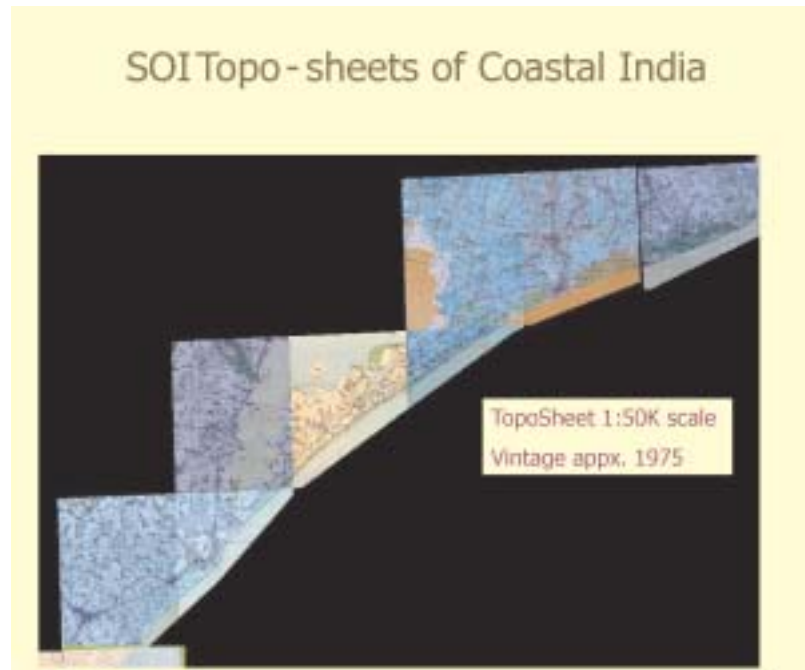 SOI Topo-sheets of Coastal India
TopoSheet 1:50K scale
Vintage appx. 1975